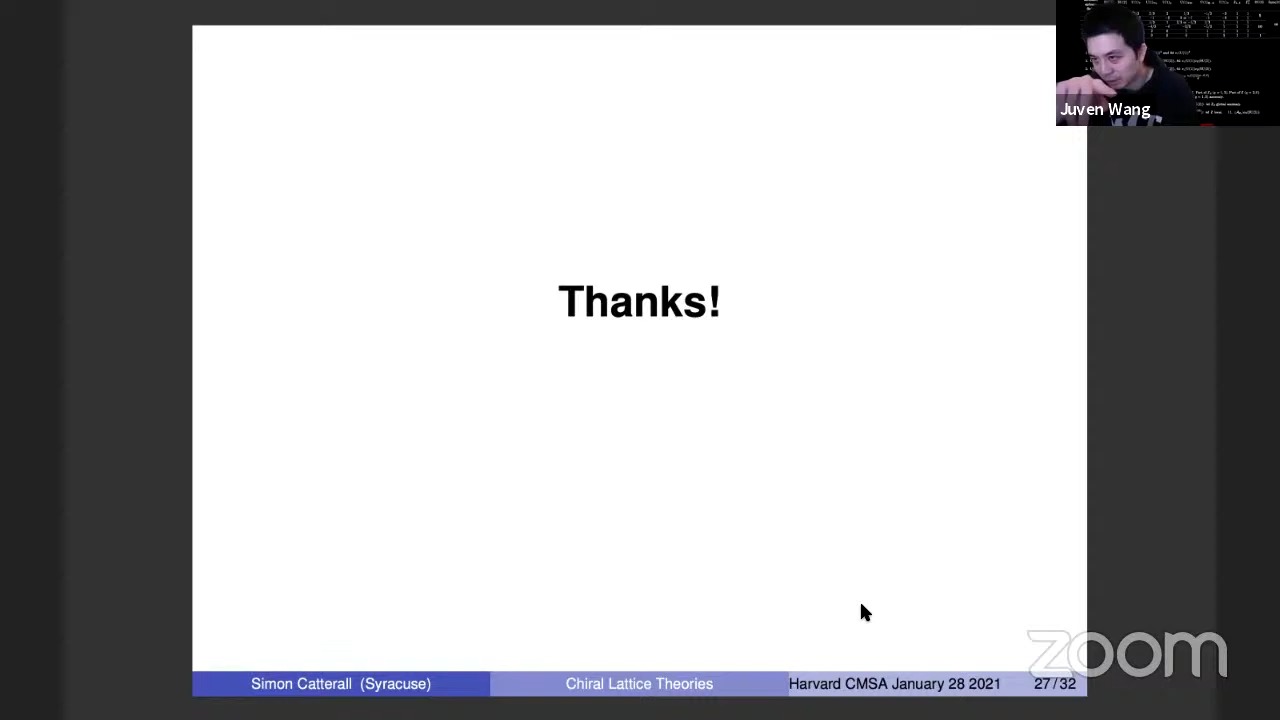 Juven Wang
Thanks!
zoom
Simon Catterall (Syracuse)
Chiral Lattice Theories
Harvard CMSA January 28 2021
27/32